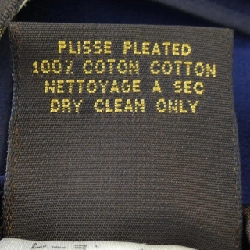 PLISSE PLEATED
100% COTON COTTON
NETTOYAGE A SEC
DRY CLEAN ONLY